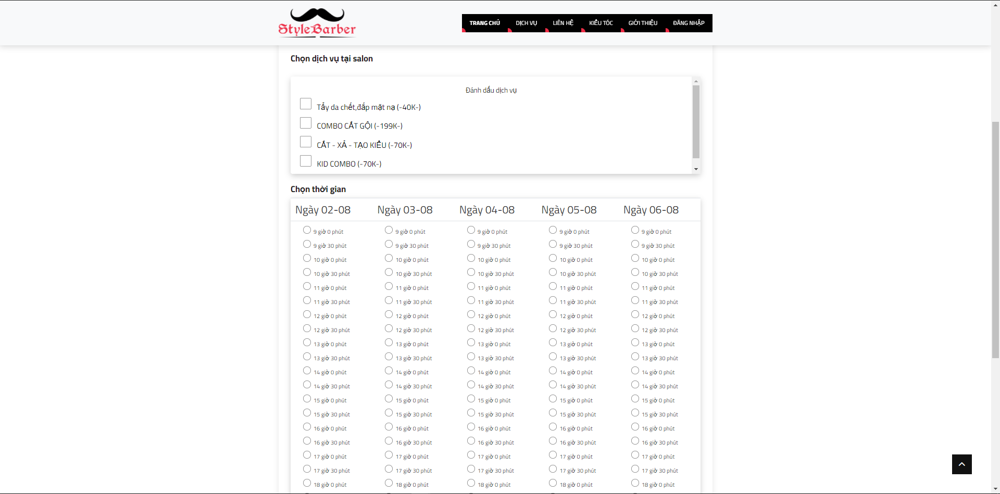 StyleBarber
TRANG CHỦ DỊCH VỤ LIÊN HỆ KIỂU TÓC GIỚI THIỆU ĐĂNG NHẬP
Chọn dịch vụ tại salon
Đánh dấu dịch vụ
Tẩy da chết,đắp mặt nạ (-40K-)
COMBO CẮT GỘI (-199K-)
CẮT - XẢ - TẠO KIỂU (-70K-)
KID COMBO (-70K-)
Chọn thời gian
Ngày 02-08 Ngày 03-08 Ngày 04-08 Ngày 05-08 Ngày 06-08
9 giờ 0 phút 9 giờ 0 phút 9 giờ 0 phút 9 giờ 0 phút 9 giờ 0 phút
9 giờ 30 phút 9 giờ 30 phút 9 giờ 30 phút 9 giờ 30 phút 9 giờ 30 phút
10 giờ 0 phút 10 giờ 0 phút 10 giờ 0 phút 10 giờ 0 phút 10 giờ 0 phút
10 giờ 30 phút 10 giờ 30 phút 10 giờ 30 phút 10 giờ 30 phút 10 giờ 30 phút
11 giờ 0 phút 11 giờ 0 phút 11 giờ 0 phút 11 giờ 0 phút 11 giờ 0 phút
11 giờ 30 phút 11 giờ 30 phút 11 giờ 30 phút 11 giờ 30 phút 11 giờ 30 phút
12 giờ 0 phút 12 giờ 0 phút 12 giờ 0 phút 12 giờ 0 phút 12 giờ 0 phút
12 giờ 30 phút 12 giờ 30 phút 12 giờ 30 phút 12 giờ 30 phút 12 giờ 30 phút
13 giờ 0 phút 13 giờ 0 phút 13 giờ 0 phút 13 giờ 0 phút 13 giờ 0 phút
13 giờ 30 phút 13 giờ 30 phút 13 giờ 30 phút 13 giờ 30 phút 13 giờ 30 phút
14 giờ 0 phút 14 giờ 0 phút 14 giờ 0 phút 14 giờ 0 phút 14 giờ 0 phút
14 giờ 30 phút 14 giờ 30 phút 14 giờ 30 phút 14 giờ 30 phút 14 giờ 30 phút
15 giờ 0 phút 15 giờ 0 phút 15 giờ 0 phút 15 giờ 0 phút 15 giờ 0 phút
15 giờ 30 phút 15 giờ 30 phút 15 giờ 30 phút 15 giờ 30 phút 15 giờ 30 phút
16 giờ 0 phút 16 giờ 0 phút 16 giờ 0 phút 16 giờ 0 phút 16 giờ 0 phút
16 giờ 30 phút 16 giờ 30 phút 16 giờ 30 phút 16 giờ 30 phút 16 giờ 30 phút
17 giờ 0 phút 17 giờ 0 phút 17 giờ 0 phút 17 giờ 0 phút 17 giờ 0 phút
17 giờ 30 phút 17 giờ 30 phút 17 giờ 30 phút 17 giờ 30 phút 17 giờ 30 phút
18 giờ 0 phút 18 giờ 0 phút 18 giờ 0 phút 18 giờ 0 phút 18 giờ 0 phút